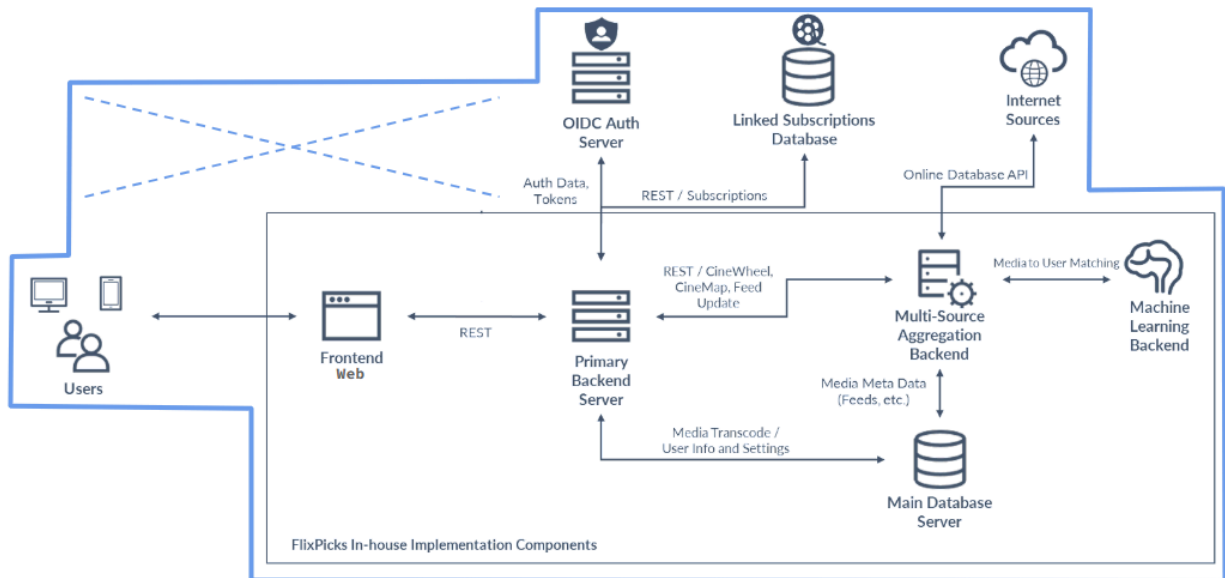 OIDC Auth
Server
Linked Subscriptions
Database
Internet
Sources
Auth Data,
Tokens
REST / Subscriptions
Online Database API
REST / CineWheel,
CineMap, Feed
Update
Media to User Matching
Users
Frontend
Web
REST
Primary
Backend
Server
Multi-Source
Aggregation
Backend
Machine
Learning
Backend
Media Meta Data
(Feeds, etc.)
Media Transcode /
User Info and Settings
Main Database
Server
FlixPicks In-house Implementation Components